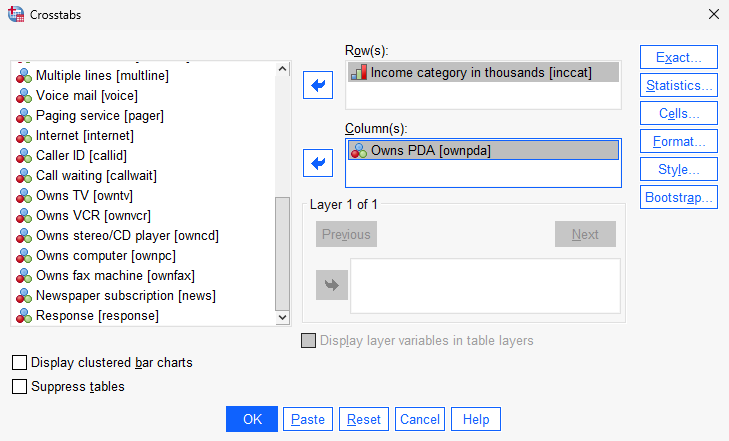 Crosstabs
Multiple lines [multline]
Voice mail [voice]
Paging service [pager]
Internet [internet]
Caller ID [callid]
Call waiting [callwait]
Owns TV [owntv]
Owns VCR [ownvcr]
Owns stereo/CD player [owncd]
Owns computer [ownpc]
Owns fax machine [ownfax]
Newspaper subscription [news]
Response [response]
Display clustered bar charts
Suppress tables
Row(s):
Income category in thousands [inccat]
Column(s):
Owns PDA [ownpda]
Layer 1 of 1
Previous
Next
Display layer variables in table layers
Exact...
Statistics...
Cells...
Format...
Style...
Bootstrap...
OK
Paste
Reset
Cancel
Help